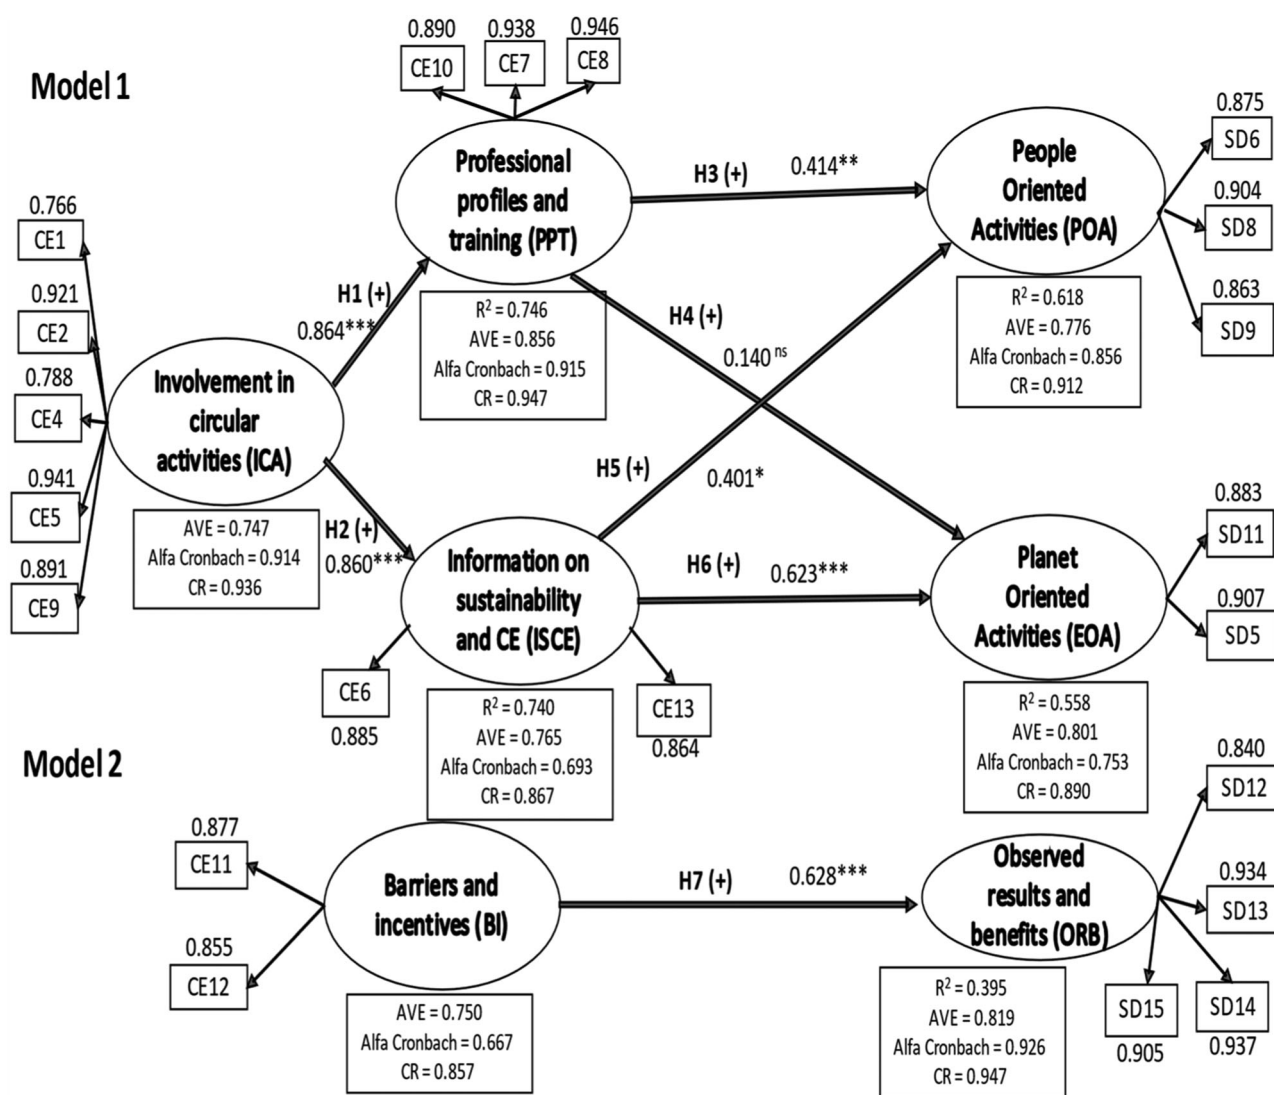 Model 1
0.890
CE10
0.938
CE7
0.946
CE8
0.766
CE1
0.921
CE2
0.788
CE4
0.941
CE5
0.891
CE9
Involvement in
circular
activities (ICA)
AVE = 0.747
Alfa Cronbach = 0.914
CR = 0.936
H1 (+)
0.864***
H2 (+)
0.860***
Professional
profiles and
training (PPT)
R² = 0.746
AVE = 0.856
Alfa Cronbach = 0.915
CR = 0.947
H3 (+)
0.414**
H4 (+)
0.140 ns
H5 (+)
0.401*
H6 (+)
0.623***
Information on
sustainability
and CE (ISCE)
CE6
0.885
CE13
0.864
R² = 0.740
AVE = 0.765
Alfa Cronbach = 0.693
CR = 0.867
People
Oriented
Activities (POA)
R² = 0.618
AVE = 0.776
Alfa Cronbach = 0.856
CR = 0.912
0.875
SD6
0.904
SD8
0.863
SD9
Planet
Oriented
Activities (EOA)
R² = 0.558
AVE = 0.801
Alfa Cronbach = 0.753
CR = 0.890
0.883
SD11
0.907
SD5
Model 2
0.877
CE11
0.855
CE12
Barriers and
incentives (BI)
AVE = 0.750
Alfa Cronbach = 0.667
CR = 0.857
H7 (+)
0.628***
Observed
results and
benefits (ORB)
R² = 0.395
AVE = 0.819
Alfa Cronbach = 0.926
CR = 0.947
0.840
SD12
0.934
SD13
SD15
0.905
SD14
0.937